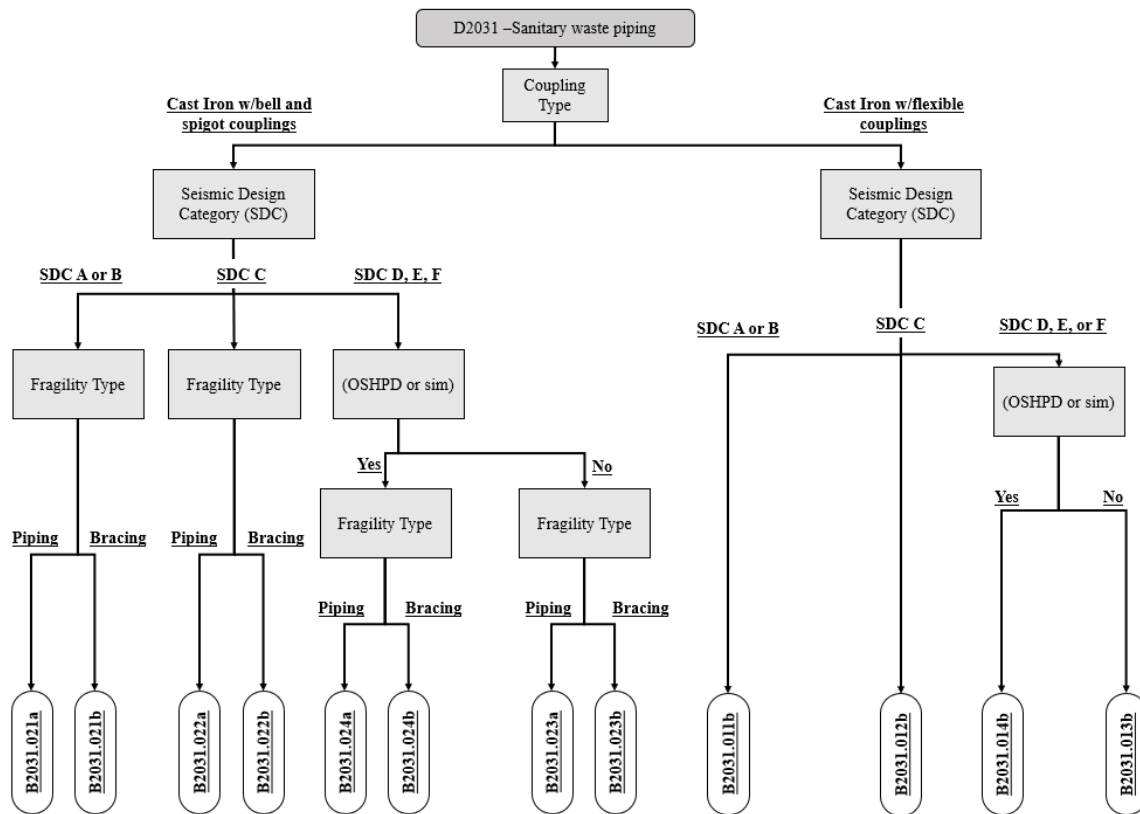 D2031 –Sanitary waste piping
Coupling
Type
Cast Iron w/bell and
spigot couplings
Cast Iron w/flexible
couplings
Seismic Design
Category (SDC)
Seismic Design
Category (SDC)
SDC A or B
SDC C
SDC D, E, F
SDC A or B
SDC C
SDC D, E, or F
Fragility Type
Fragility Type
(OSHPD or sim)
(OSHPD or sim)
Yes
No
Fragility Type
Fragility Type
Yes
No
Piping
Bracing
Piping
Bracing
Piping
Bracing
Piping
Bracing
B2031.021a
B2031.021b
B2031.022a
B2031.022b
B2031.024a
B2031.024b
B2031.023a
B2031.023b
B2031.011b
B2031.012b
B2031.014b
B2031.013b